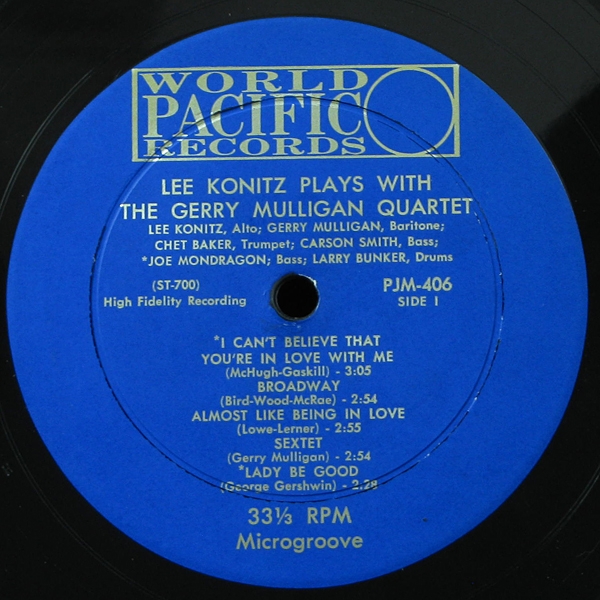 WORLD
PACIFIC
RECORDS
LEE KONITZ PLAYS WITH
THE GERRY MULLIGAN QUARTET
LEE KONITZ, Alto; GERRY MULLIGAN, Baritone;
CHET BAKER, Trumpet; CARSON SMITH, Bass;
*JOE MONDRAGON; Bass; LARRY BUNKER, Drums
(ST-700) PJM-406
High Fidelity Recording SIDE 1
*I CAN'T BELIEVE THAT
YOU'RE IN LOVE WITH ME
(McHugh-Gaskill) - 3:05
BROADWAY
(Bird-Wood-McRae) - 2:54
ALMOST LIKE BEING IN LOVE
(Lowe-Lerner) - 2:55
SEXTET
(Gerry Mulligan) - 2:54
*LADY BE GOOD
(George Gershwin) - 2:28
33⅓ RPM
Microgroove